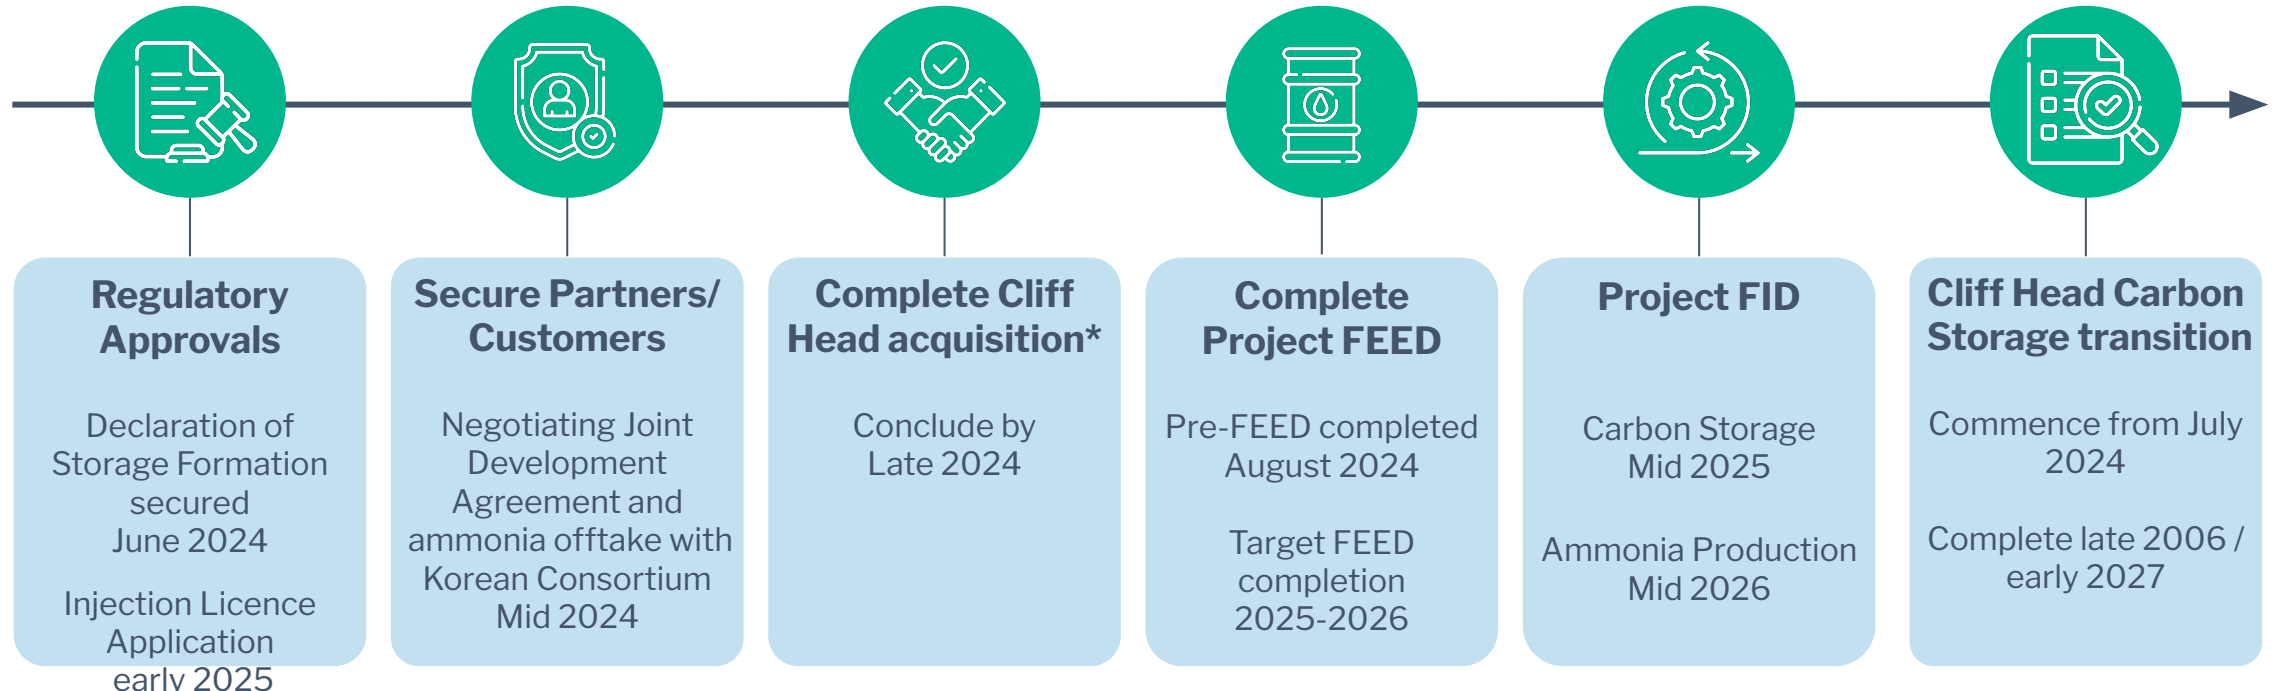 Regulatory
Approvals
Declaration of
Storage Formation
secured
June 2024
Injection Licence
Application
early 2025
Secure Partners/
Customers
Negotiating Joint
Development
Agreement and
ammonia offtake with
Korean Consortium
Mid 2024
Complete Cliff
Head acquisition*
Conclude by
Late 2024
Complete
Project FEED
Pre-FEED completed
August 2024
Target FEED
completion
2025-2026
Project FID
Carbon Storage
Mid 2025
Ammonia Production
Mid 2026
Cliff Head Carbon
Storage transition
Commence from July
2024
Complete late 2006 /
early 2027